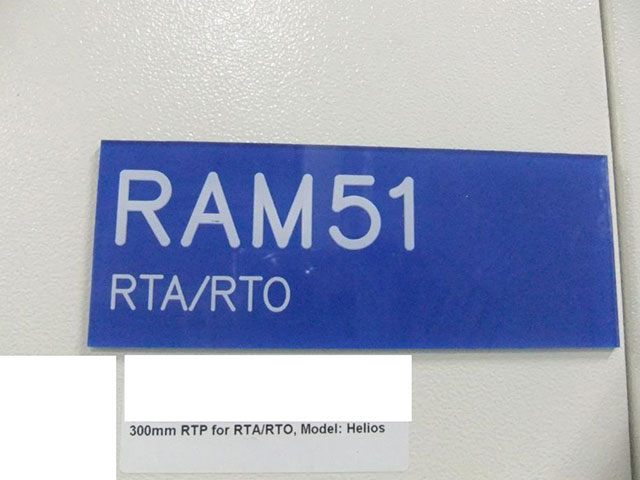 RAM51
RTA/RTO
300mm RTP for RTA/RTO, Model: Helios